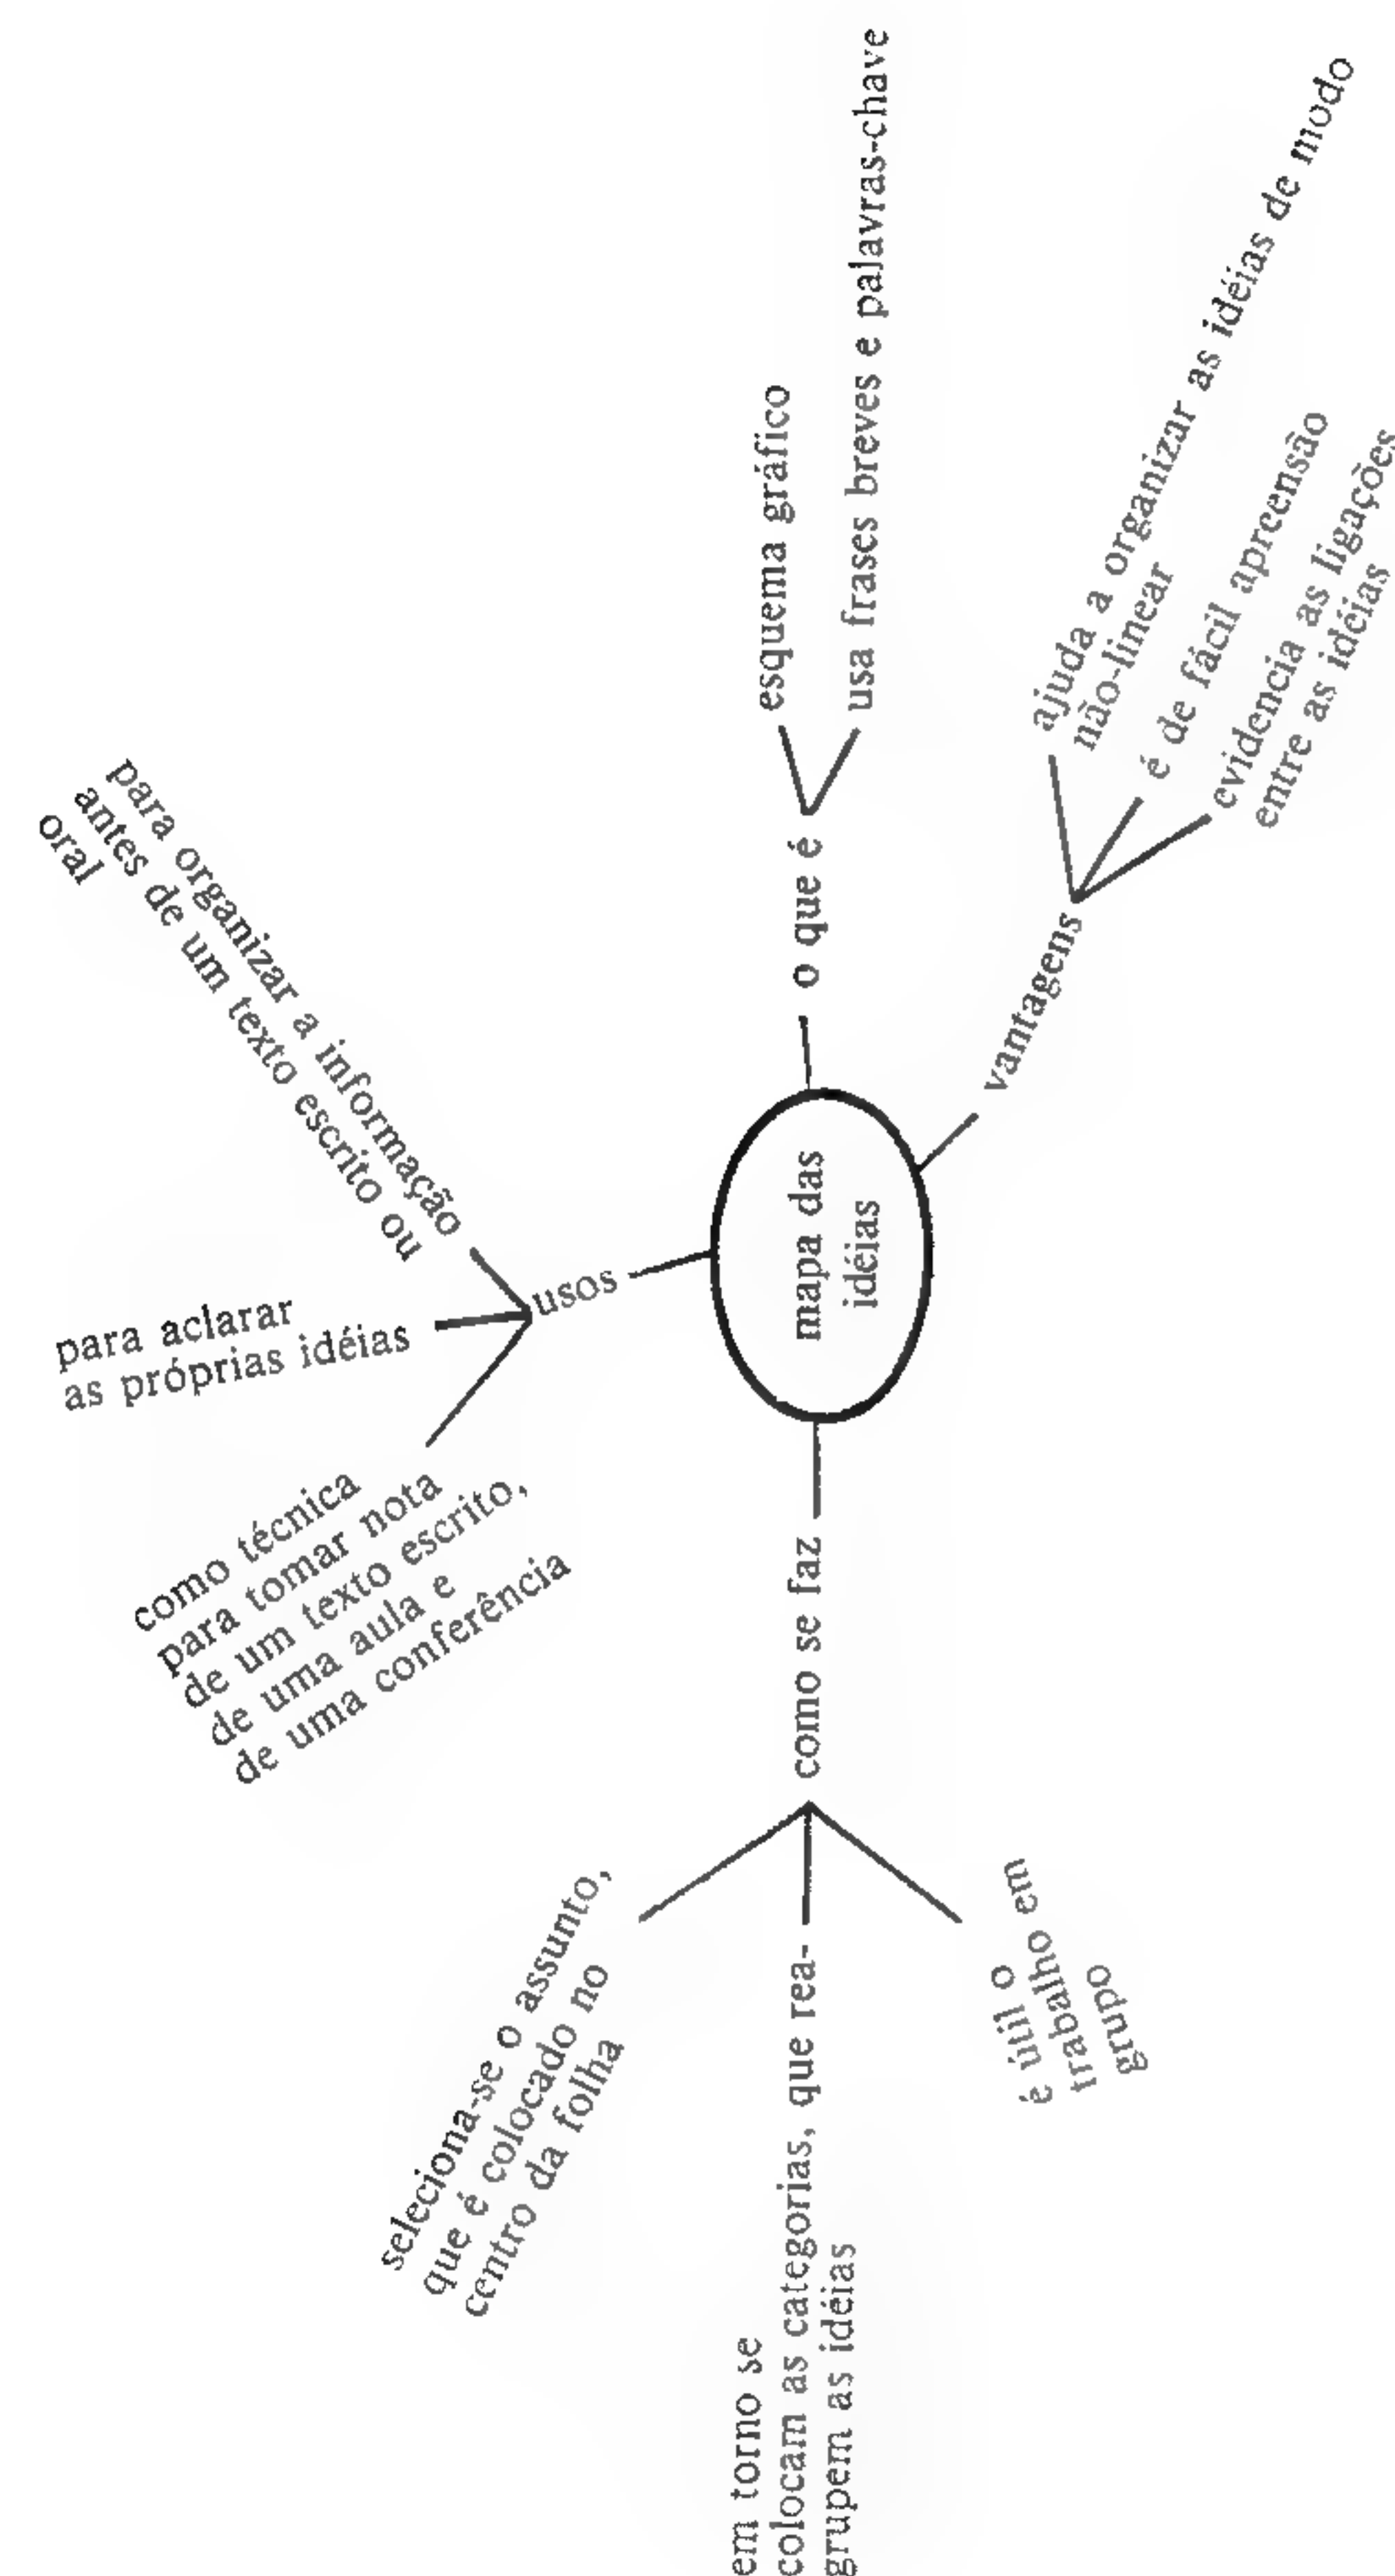 mapa das
idéias
o que é
esquema gráfico
usa frases breves e palavras-chave
vantagens
ajuda a organizar as idéias de modo
não-linear
é de fácil apreensão
evidencia as ligações
entre as idéias
usos
como técnica
para tomar nota
de um texto escrito,
de uma aula e
de uma conferência
para aclarar
as próprias idéias
para organizar a informação
antes de um texto escrito ou
oral
como se faz
seleciona-se o assunto,
que é colocado no
centro da folha
em torno se
colocam as categorias, que rea-
grupem as idéias
é útil o
trabalho em
grupo